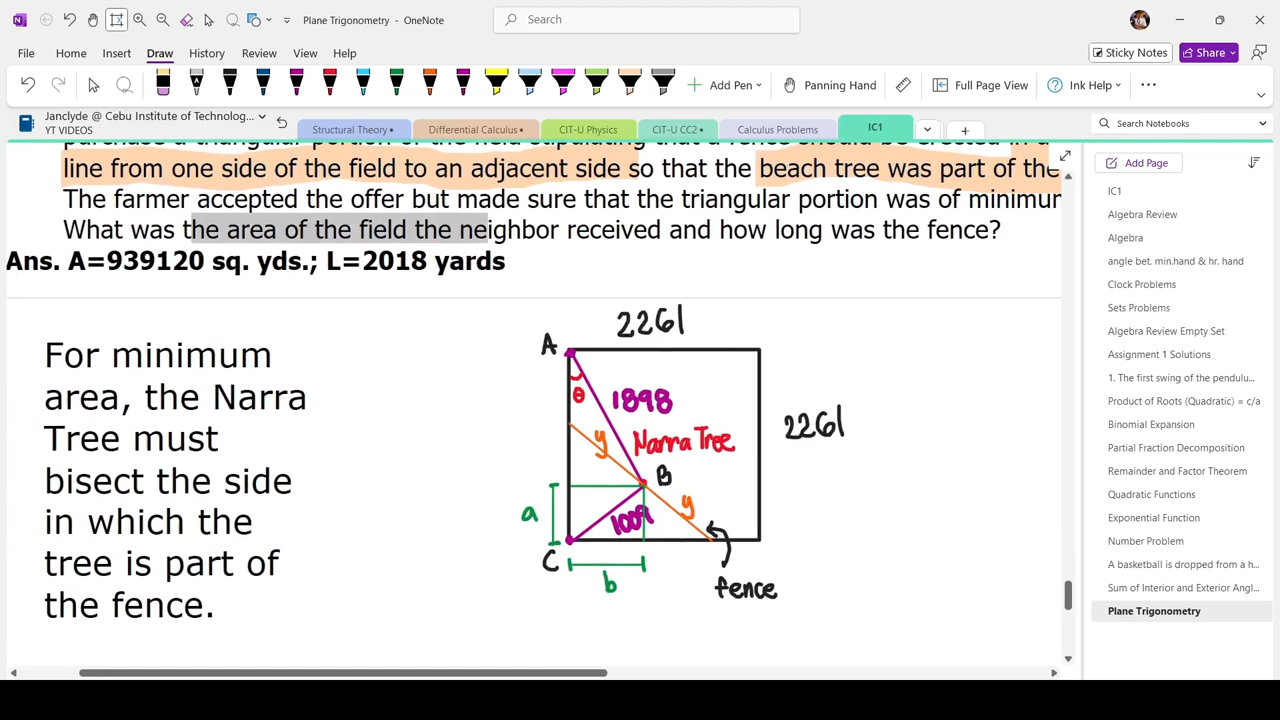 Plane Trigonometry - OneNote
Search
File Home Insert Draw History Review View Help
Sticky Notes Share
Add Pen Panning Hand Full Page View Ink Help
Janclyde @ Cebu Institute of Technolog...
YT VIDEOS
Structural Theory
Differential Calculus
CIT-U Physics
CIT-U CC2
Calculus Problems
IC1
Search Notebooks
Add Page
line from one side of the field to an adjacent side so that the beach tree was part of the
The farmer accepted the offer but made sure that the triangular portion was of minimum
What was the area of the field the neighbor received and how long was the fence?
Ans. A=939120 sq. yds.; L=2018 yards
For minimum
area, the Narra
Tree must
bisect the side
in which the
tree is part of
the fence.
2261
A
θ
1898
2261
y
Narra Tree
B
a
1009
y
C
b
fence
IC1
Algebra Review
Algebra
angle bet. min.hand & hr. hand
Clock Problems
Sets Problems
Algebra Review Empty Set
Assignment 1 Solutions
1. The first swing of the pendulu...
Product of Roots (Quadratic) = c/a
Binomial Expansion
Partial Fraction Decomposition
Remainder and Factor Theorem
Quadratic Functions
Exponential Function
Number Problem
A basketball is dropped from a h...
Sum of Interior and Exterior Angl...
Plane Trigonometry